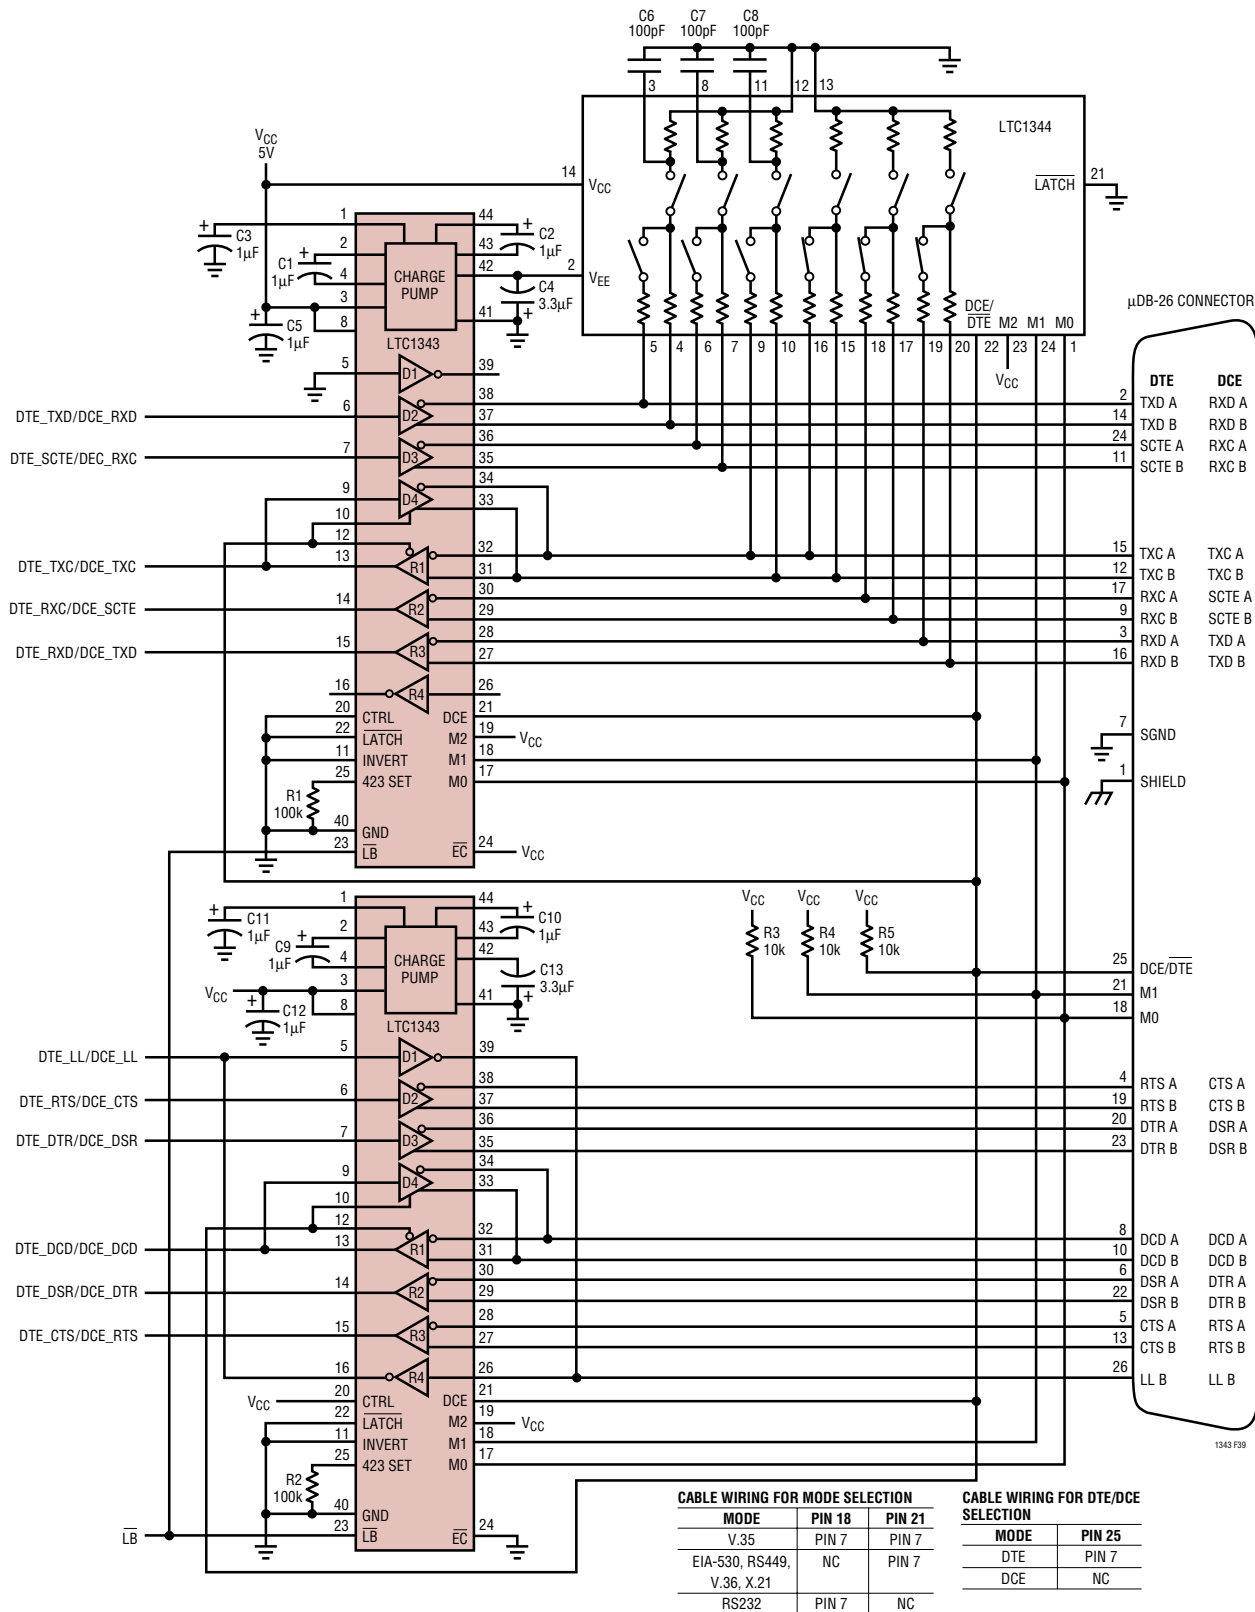 C6 C7 C8
100pF 100pF 100pF
3 8 11 12 13
LTC1344
VCC
5V
14 VCC
LATCH 21
1 44
+ C3 1µF
2 43
+ C2 1µF
+ C1 1µF
4 42
2 VEE
CHARGE
PUMP
C4 3.3µF +
3 41
8
+ C5 1µF
LTC1343
DCE/
DTE M2 M1 M0
5 4 6 7 9 10 16 15 18 17 19 20 22 23 24 1
VCC
µDB-26 CONNECTOR
DTE DCE
5 D1 39
DTE_TXD/DCE_RXD 6 D2 38
37
2 TXD A RXD A
14 TXD B RXD B
DTE_SCTE/DEC_RXC 7 D3 36
35
24 SCTE A RXC A
11 SCTE B RXC B
9 D4 34
10 33
12
DTE_TXC/DCE_TXC 13 R1 32
31
15 TXC A TXC A
12 TXC B TXC B
DTE_RXC/DCE_SCTE 14 R2 30
29
17 RXC A SCTE A
9 RXC B SCTE B
DTE_RXD/DCE_TXD 15 R3 28
27
3 RXD A TXD A
16 RXD B TXD B
16 R4 26
20 CTRL DCE 21
22 LATCH M2 19 VCC
11 INVERT M1 18
25 423 SET M0 17
7 SGND
1 SHIELD
R1
100k
40 GND
23 LB EC 24 VCC
1 44
+ C11 1µF
2 43
+ C10 1µF
+ C9 1µF
4 42
CHARGE
PUMP
C13 3.3µF +
VCC 3 41
8
+ C12 1µF
LTC1343
VCC VCC VCC
R3 R4 R5
10k 10k 10k
25 DCE/DTE
21 M1
18 M0
DTE_LL/DCE_LL 5 D1 39
DTE_RTS/DCE_CTS 6 D2 38
37
4 RTS A CTS A
19 RTS B CTS B
DTE_DTR/DCE_DSR 7 D3 36
35
20 DTR A DSR A
23 DTR B DSR B
9 D4 34
10 33
12
DTE_DCD/DCE_DCD 13 R1 32
31
8 DCD A DCD A
10 DCD B DCD B
DTE_DSR/DCE_DTR 14 R2 30
29
6 DSR A DTR A
22 DSR B DTR B
DTE_CTS/DCE_RTS 15 R3 28
27
5 CTS A RTS A
13 CTS B RTS B
16 R4 26
26 LL B LL B
VCC 20 CTRL DCE 21
22 LATCH M2 19 VCC
11 INVERT M1 18
25 423 SET M0 17
R2
100k
40 GND
LB 23 LB EC 24
1343 F39
CABLE WIRING FOR MODE SELECTION
MODE PIN 18 PIN 21
V.35 PIN 7 PIN 7
EIA-530, RS449, NC PIN 7
V.36, X.21
RS232 PIN 7 NC
CABLE WIRING FOR DTE/DCE
SELECTION
MODE PIN 25
DTE PIN 7
DCE NC